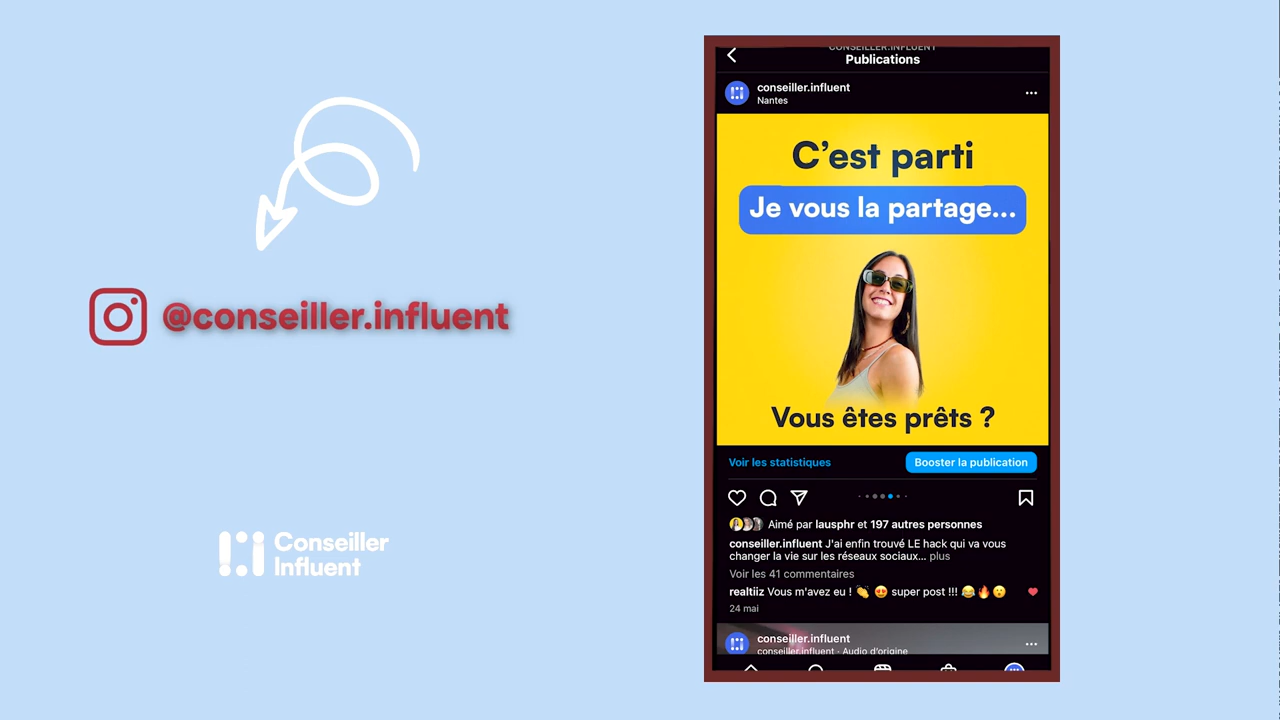 @conseiller.influent
Conseiller
Influent
CONSEILLER.INFLUENT
Publications
conseiller.influent
Nantes
C'est parti
Je vous la partage...
Vous êtes prêts ?
Voir les statistiques
Booster la publication
Aimé par lausphr et 197 autres personnes
conseiller.influent J'ai enfin trouvé LE hack qui va vous
changer la vie sur les réseaux sociaux... plus
Voir les 41 commentaires
realtiiz Vous m'avez eu ! 👏 😍 super post !!! 😂🔥😮
24 mai
conseiller.influent
conseiller.influent · Audio d'origine